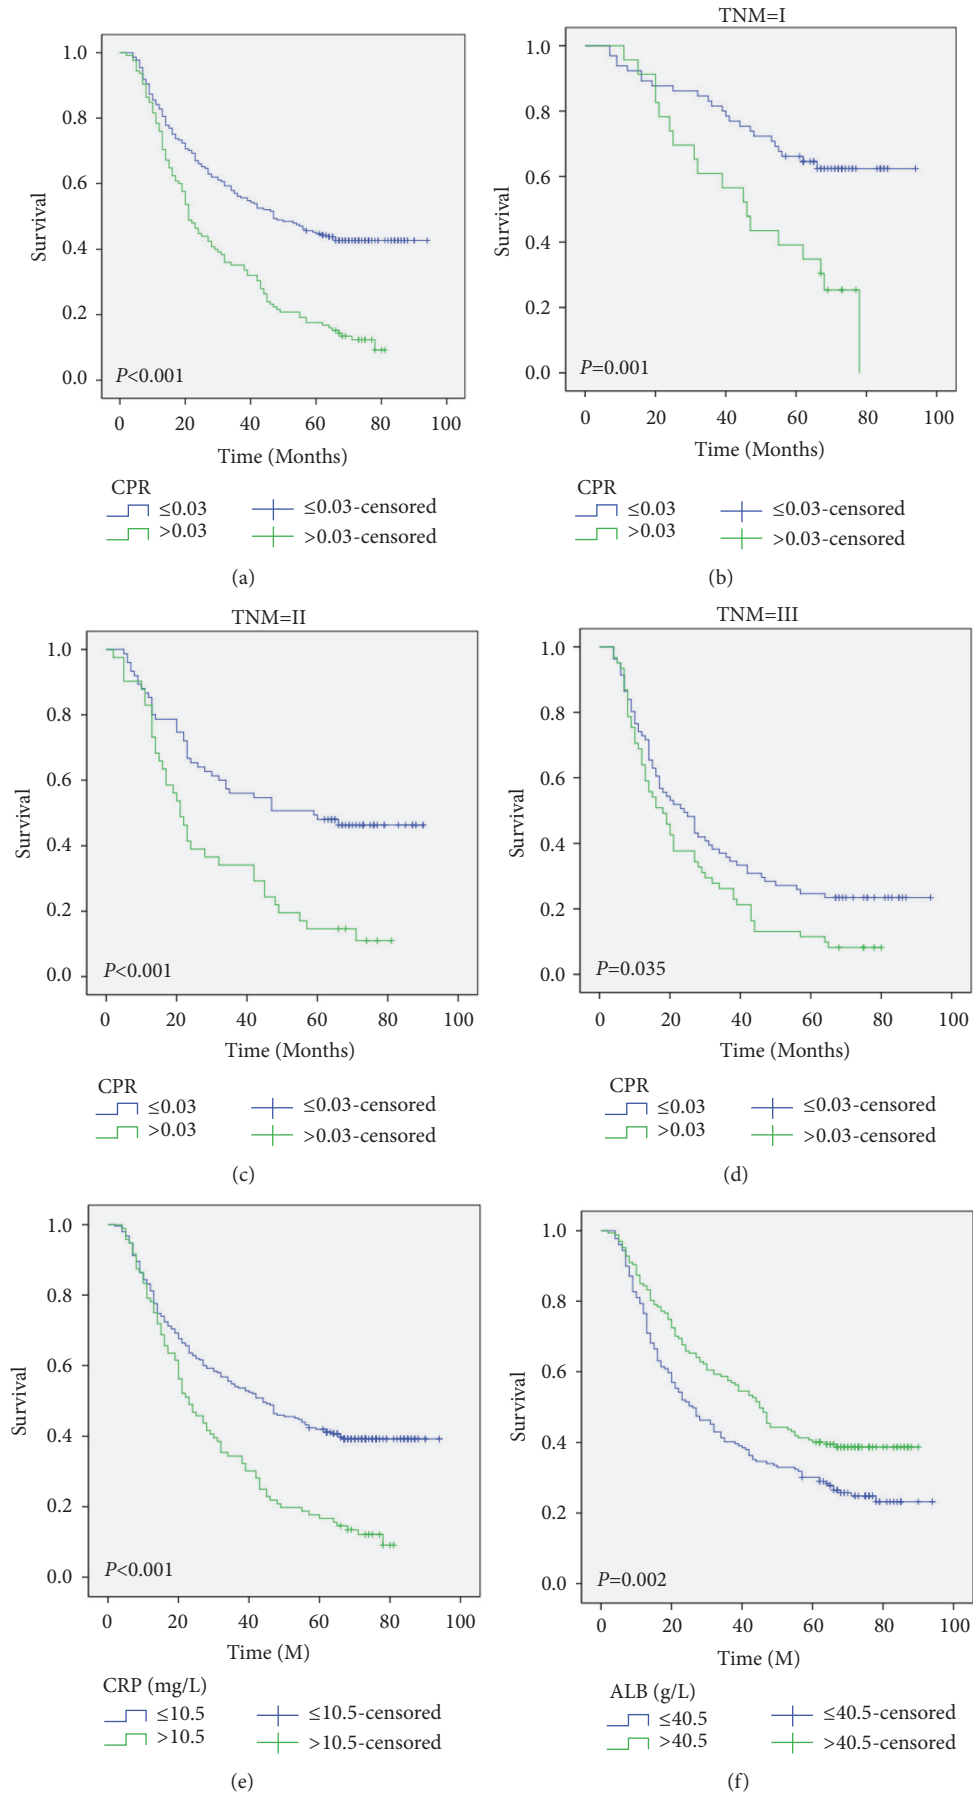 TNM=I
1.0
0.8
0.6
0.4
0.2
0.0
Survival
P<0.001
0 20 40 60 80 100
Time (Months)
CPR
≤0.03 ≤0.03-censored
>0.03 >0.03-censored
(a)
1.0
0.8
0.6
0.4
0.2
0.0
Survival
P=0.001
0 20 40 60 80 100
Time (Months)
CPR
≤0.03 ≤0.03-censored
>0.03 >0.03-censored
(b)
TNM=II
1.0
0.8
0.6
0.4
0.2
0.0
Survival
P<0.001
0 20 40 60 80 100
Time (Months)
CPR
≤0.03 ≤0.03-censored
>0.03 >0.03-censored
(c)
TNM=III
1.0
0.8
0.6
0.4
0.2
0.0
Survival
P=0.035
0 20 40 60 80 100
Time (Months)
CPR
≤0.03 ≤0.03-censored
>0.03 >0.03-censored
(d)
1.0
0.8
0.6
0.4
0.2
0.0
Survival
P<0.001
0 20 40 60 80 100
Time (M)
CRP (mg/L)
≤10.5 ≤10.5-censored
>10.5 >10.5-censored
(e)
1.0
0.8
0.6
0.4
0.2
0.0
Survival
P=0.002
0 20 40 60 80 100
Time (M)
ALB (g/L)
≤40.5 ≤40.5-censored
>40.5 >40.5-censored
(f)